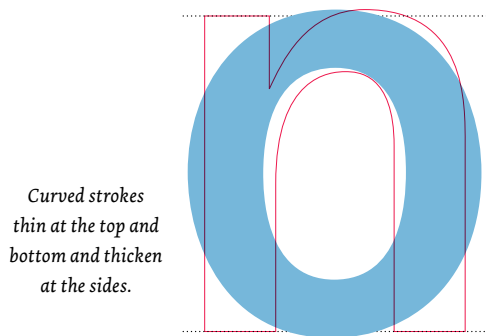 Curved strokes
thin at the top and
bottom and thicken
at the sides.